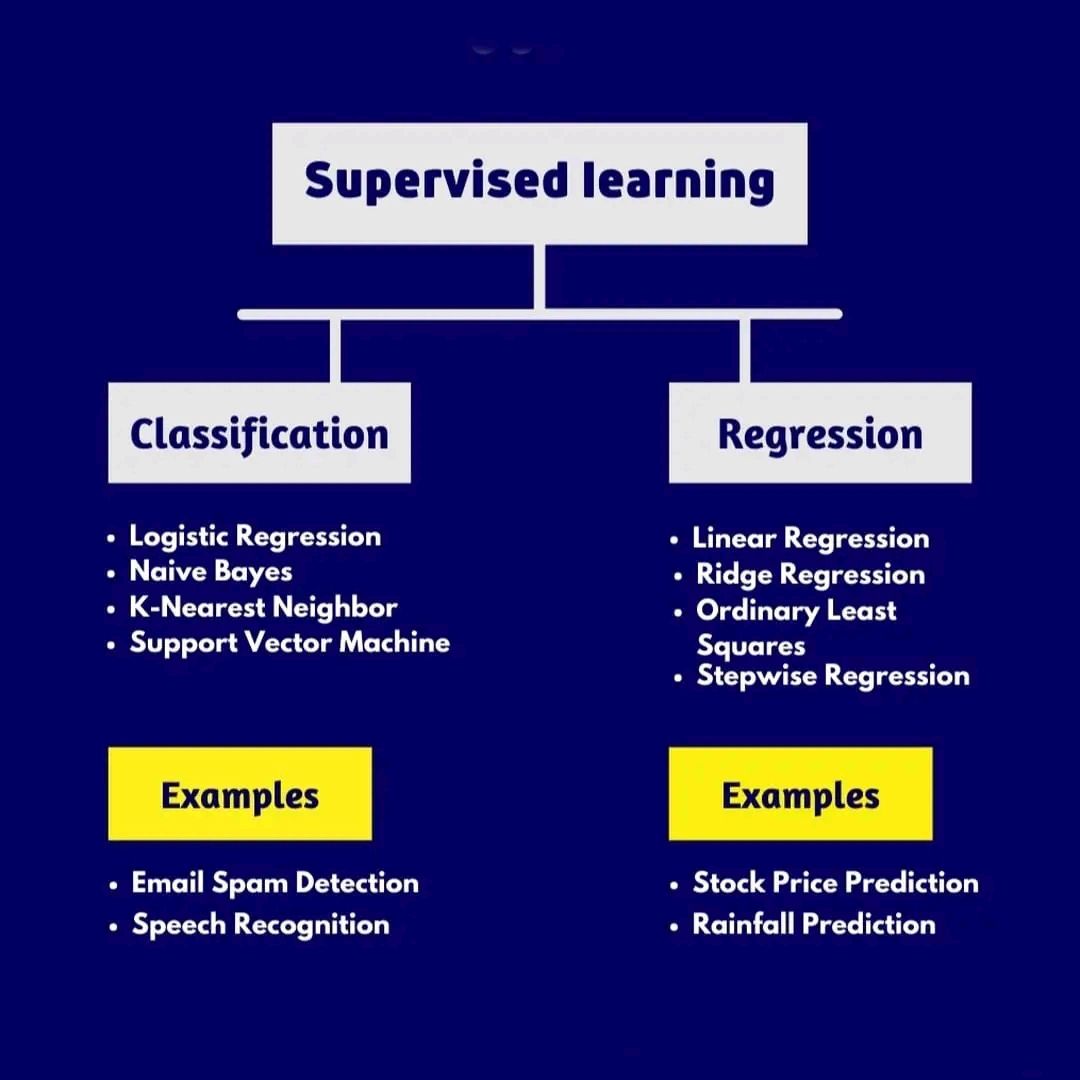 Supervised learning
Classification
• Logistic Regression
• Naive Bayes
• K-Nearest Neighbor
• Support Vector Machine
Examples
• Email Spam Detection
• Speech Recognition
Regression
• Linear Regression
• Ridge Regression
• Ordinary Least
Squares
• Stepwise Regression
Examples
• Stock Price Prediction
• Rainfall Prediction